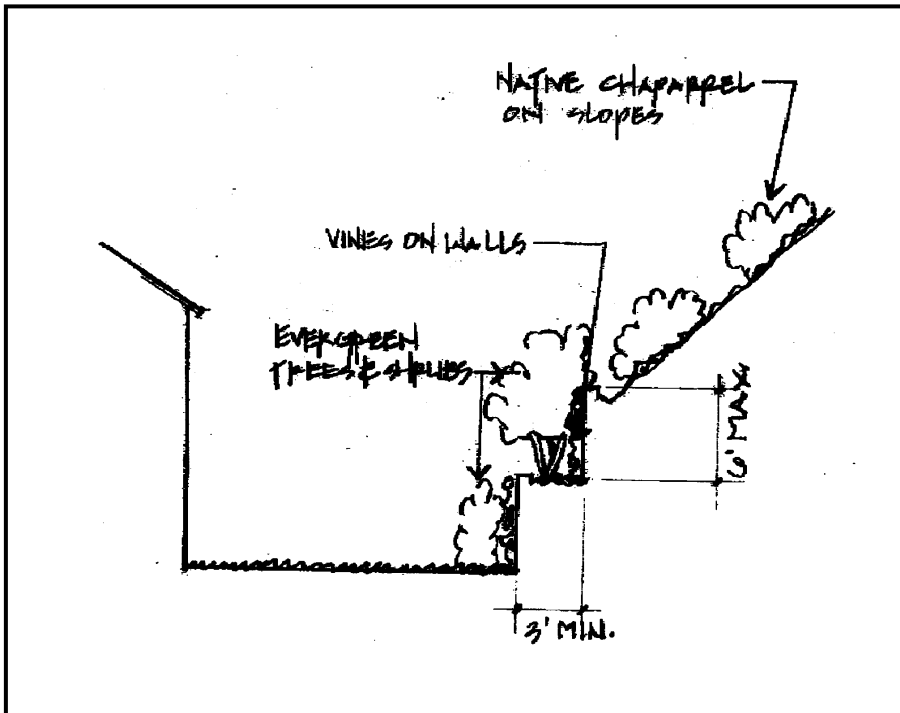 NATIVE CHAPARREL
ON SLOPES
VINES ON WALLS
EVERGREEN
TREES & SHRUBS
6' MAX
3' MIN.